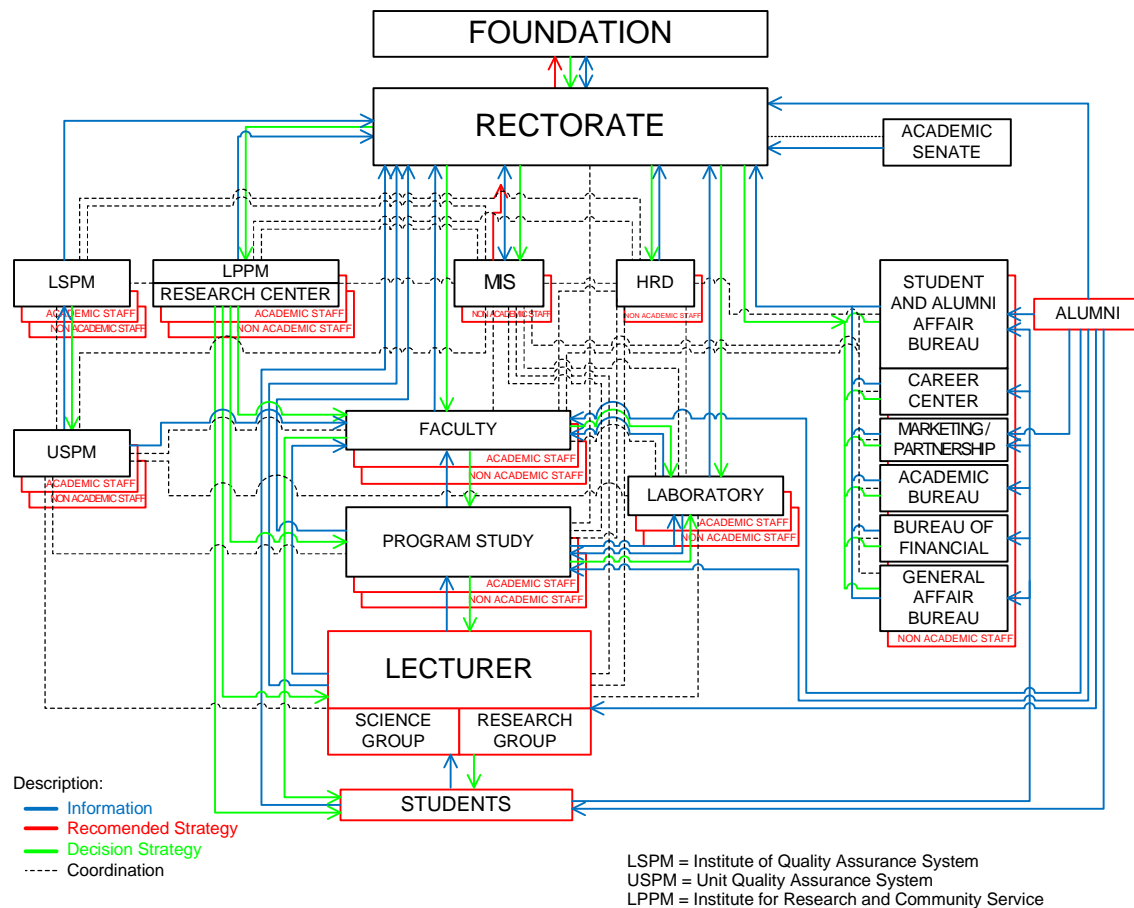 FOUNDATION
RECTORATE
ACADEMIC
SENATE
LSPM
ACADEMIC STAFF
NON ACADEMIC STAFF
LPPM
RESEARCH CENTER
ACADEMIC STAFF
NON ACADEMIC STAFF
MIS
ACADEMIC STAFF
NON ACADEMIC STAFF
HRD
NON ACADEMIC STAFF
STUDENT
AND ALUMNI
AFFAIR
BUREAU
ALUMNI
CAREER
CENTER
MARKETING/
PARTNERSHIP
ACADEMIC
BUREAU
BUREAU OF
FINANCIAL
GENERAL
AFFAIR
BUREAU
NON ACADEMIC STAFF
USPM
ACADEMIC STAFF
NON ACADEMIC STAFF
FACULTY
ACADEMIC STAFF
NON ACADEMIC STAFF
LABORATORY
ACADEMIC STAFF
NON ACADEMIC STAFF
PROGRAM STUDY
ACADEMIC STAFF
NON ACADEMIC STAFF
LECTURER
SCIENCE
GROUP
RESEARCH
GROUP
STUDENTS
Description:
Information
Recomended Strategy
Decision Strategy
Coordination
LSPM = Institute of Quality Assurance System
USPM = Unit Quality Assurance System
LPPM = Institute for Research and Community Service